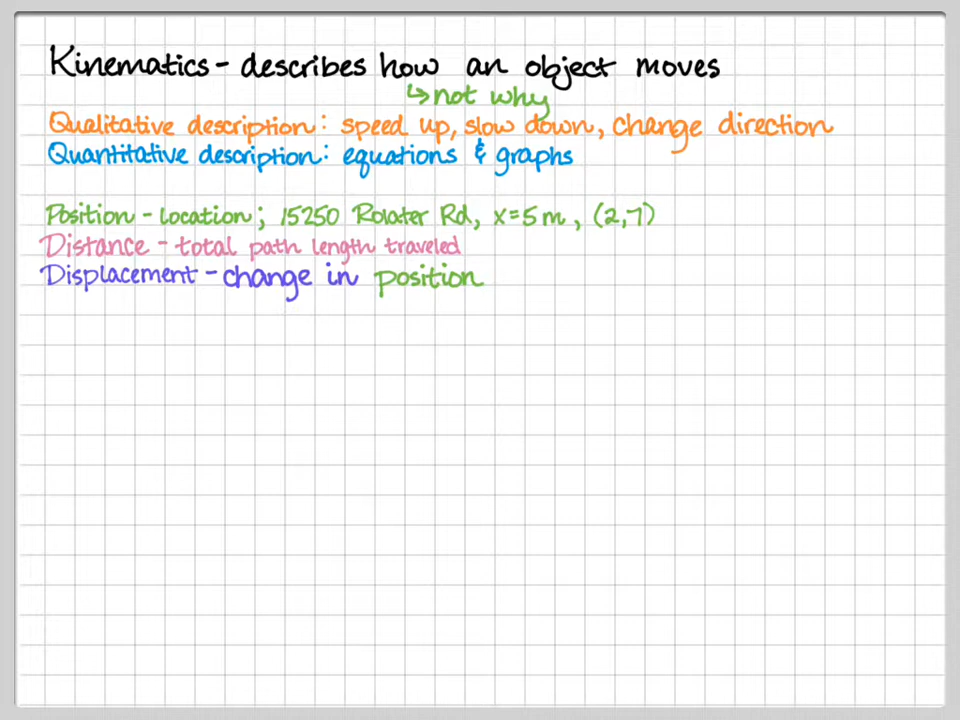 Kinematics - describes how an object moves
↳ not why
Qualitative description: speed up, slow down, change direction
Quantitative description: equations & graphs
Position - location; 15250 Rolater Rd, x=5m, (2,7)
Distance - total path length traveled
Displacement - change in position